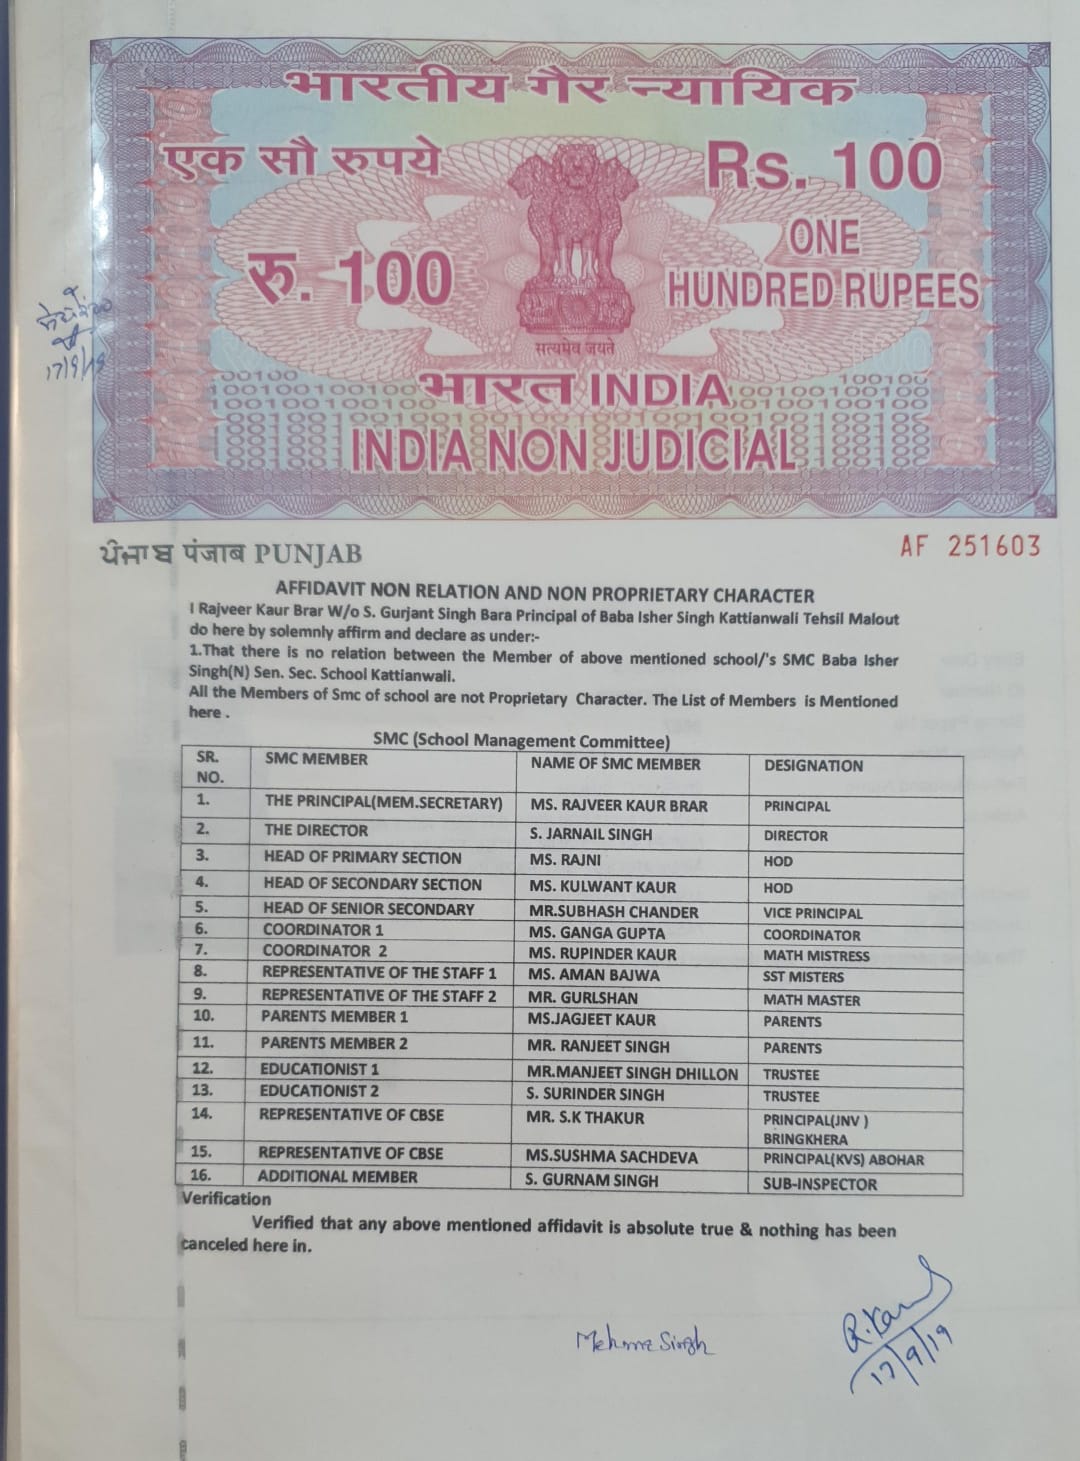 भारतीय गैर न्यायिक
एक सौ रुपये
Rs. 100
रु. 100
ONE
HUNDRED RUPEES
सत्यमेव जयते
भारत INDIA
INDIA NON JUDICIAL
17/9/19
ਪੰਜਾਬ पंजाब PUNJAB
AF 251603
AFFIDAVIT NON RELATION AND NON PROPRIETARY CHARACTER
I Rajveer Kaur Brar W/o S. Gurjant Singh Bara Principal of Baba Isher Singh Kattianwali Tehsil Malout
do here by solemnly affirm and declare as under:-
1.That there is no relation between the Member of above mentioned school/'s SMC Baba Isher
Singh(N) Sen. Sec. School Kattianwali.
All the Members of Smc of school are not Proprietary Character. The List of Members is Mentioned
here .
SMC (School Management Committee)
SR. NO. SMC MEMBER NAME OF SMC MEMBER DESIGNATION
1. THE PRINCIPAL(MEM.SECRETARY) MS. RAJVEER KAUR BRAR PRINCIPAL
2. THE DIRECTOR S. JARNAIL SINGH DIRECTOR
3. HEAD OF PRIMARY SECTION MS. RAJNI HOD
4. HEAD OF SECONDARY SECTION MS. KULWANT KAUR HOD
5. HEAD OF SENIOR SECONDARY MR.SUBHASH CHANDER VICE PRINCIPAL
6. COORDINATOR 1 MS. GANGA GUPTA COORDINATOR
7. COORDINATOR 2 MS. RUPINDER KAUR MATH MISTRESS
8. REPRESENTATIVE OF THE STAFF 1 MS. AMAN BAJWA SST MISTERS
9. REPRESENTATIVE OF THE STAFF 2 MR. GURLSHAN MATH MASTER
10. PARENTS MEMBER 1 MS.JAGJEET KAUR PARENTS
11. PARENTS MEMBER 2 MR. RANJEET SINGH PARENTS
12. EDUCATIONIST 1 MR.MANJEET SINGH DHILLON TRUSTEE
13. EDUCATIONIST 2 S. SURINDER SINGH TRUSTEE
14. REPRESENTATIVE OF CBSE MR. S.K THAKUR PRINCIPAL(JNV ) BRINGKHERA
15. REPRESENTATIVE OF CBSE MS.SUSHMA SACHDEVA PRINCIPAL(KVS) ABOHAR
16. ADDITIONAL MEMBER S. GURNAM SINGH SUB-INSPECTOR
Verification
Verified that any above mentioned affidavit is absolute true & nothing has been
canceled here in.
Singh
17/9/19